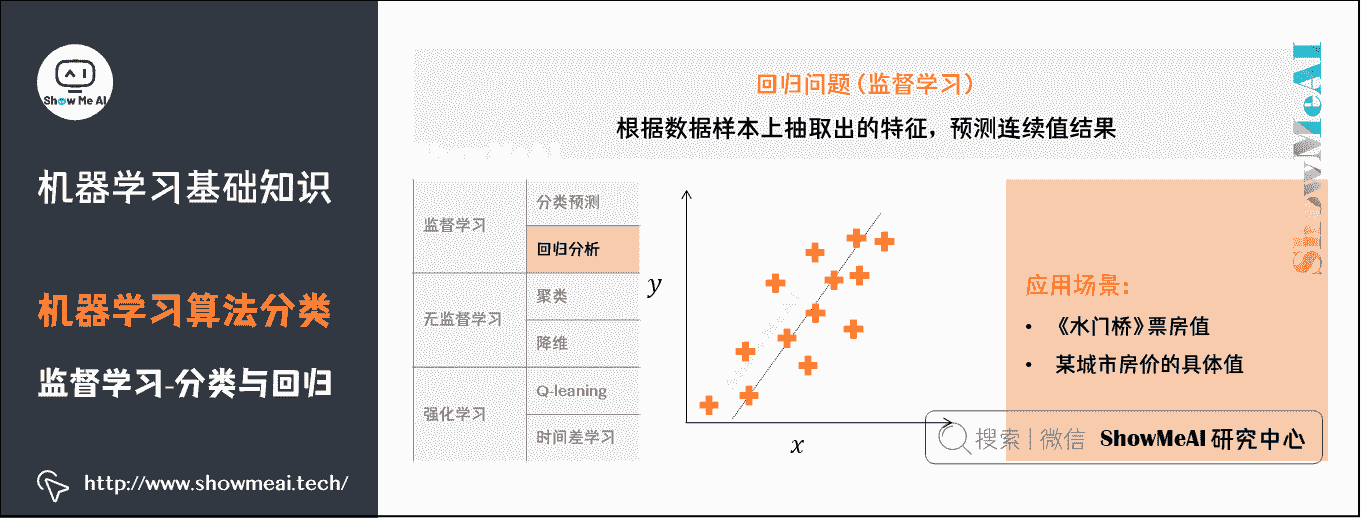 Show Me AI
机器学习基础知识
机器学习算法分类
监督学习-分类与回归
http://www.showmeai.tech/
回归问题(监督学习)
根据数据样本上抽取出的特征，预测连续值结果
监督学习
分类预测
回归分析
无监督学习
聚类
降维
强化学习
Q-leaning
时间差学习
y
x
应用场景：
• 《水门桥》票房值
• 某城市房价的具体值
搜索 | 微信 ShowMeAI 研究中心
ShowMeAI